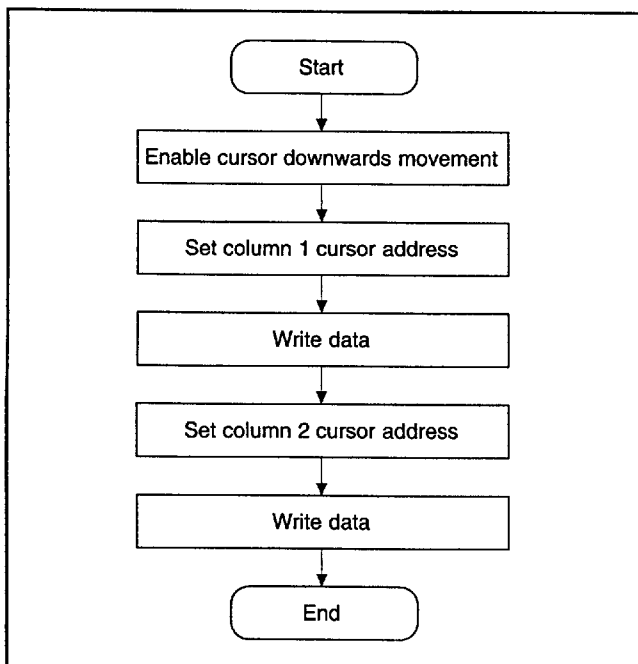 Start
Enable cursor downwards movement
Set column 1 cursor address
Write data
Set column 2 cursor address
Write data
End